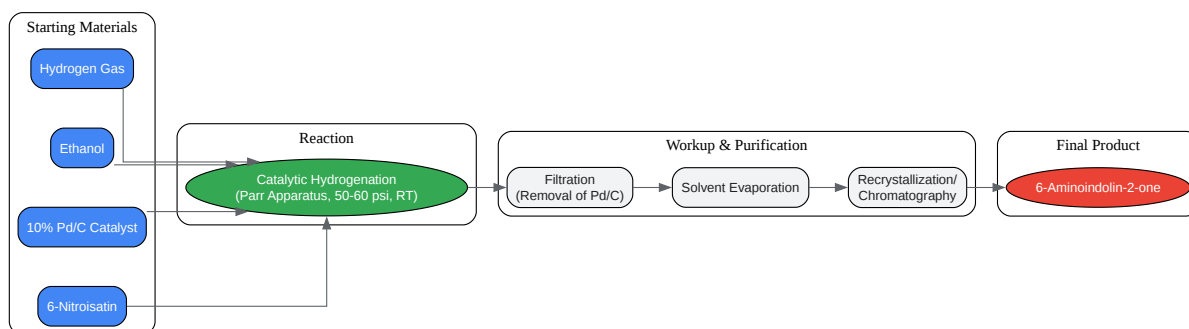 Starting Materials
Hydrogen Gas
Ethanol
10% Pd/C Catalyst
6-Nitroisatin
Reaction
Catalytic Hydrogenation
(Parr Apparatus, 50-60 psi, RT)
Workup & Purification
Filtration
(Removal of Pd/C)
Solvent Evaporation
Recrystallization/
Chromatography
Final Product
6-Aminoindolin-2-one